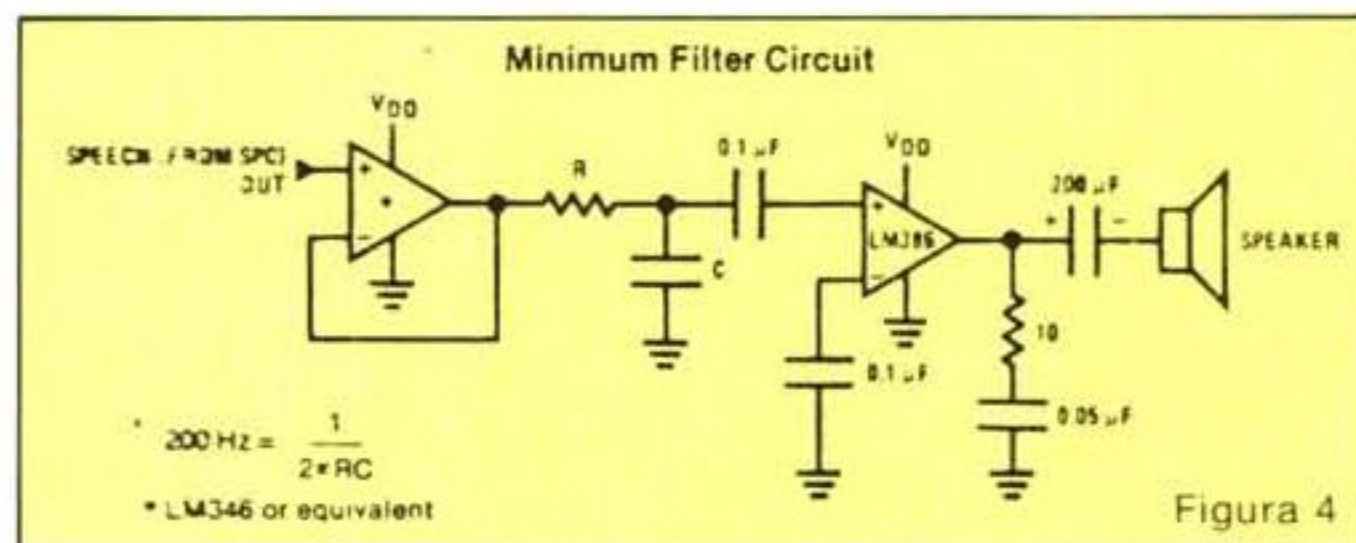 Minimum Filter Circuit
VDD
SPEECH (FROM SPC)
OUT
+
*
−
R
C
0.1 µF
VDD
+
LM386
−
0.1 µF
200 µF
+ −
SPEAKER
10
0.05 µF
* 200 Hz = 1 / 2πRC
* LM346 or equivalent
Figura 4